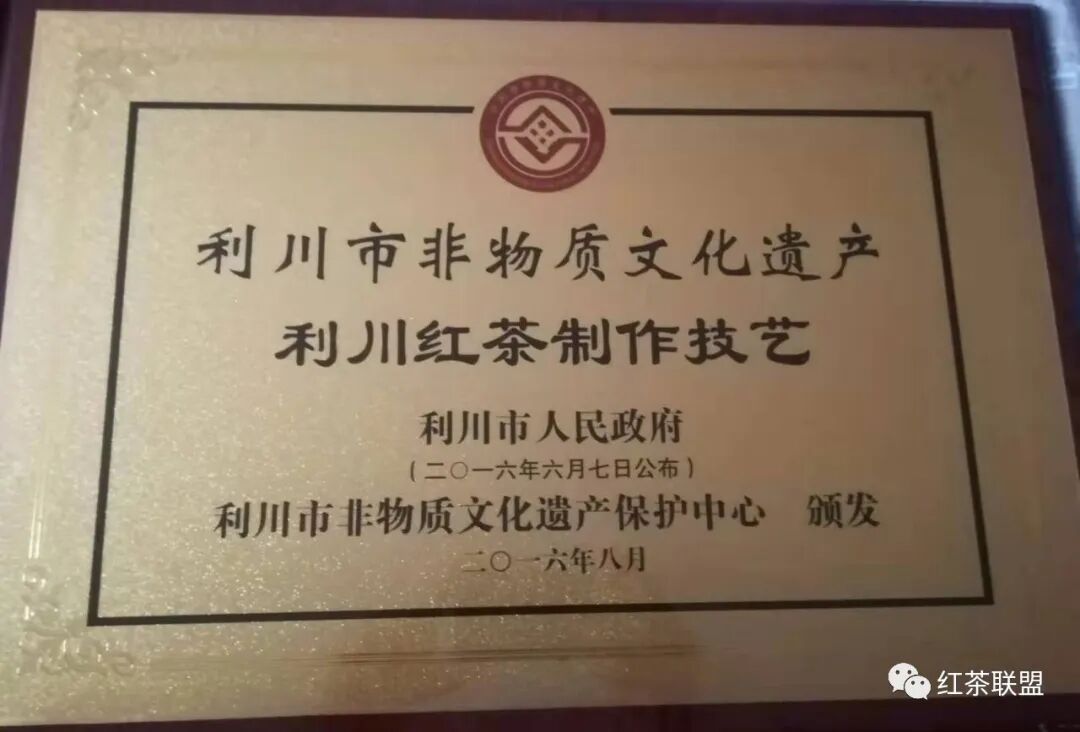 利川市非物质文化遗产
利川红茶制作技艺
利川市人民政府
(二〇一六年六月七日公布)
利川市非物质文化遗产保护中心 颁发
二〇一六年八月
红茶联盟